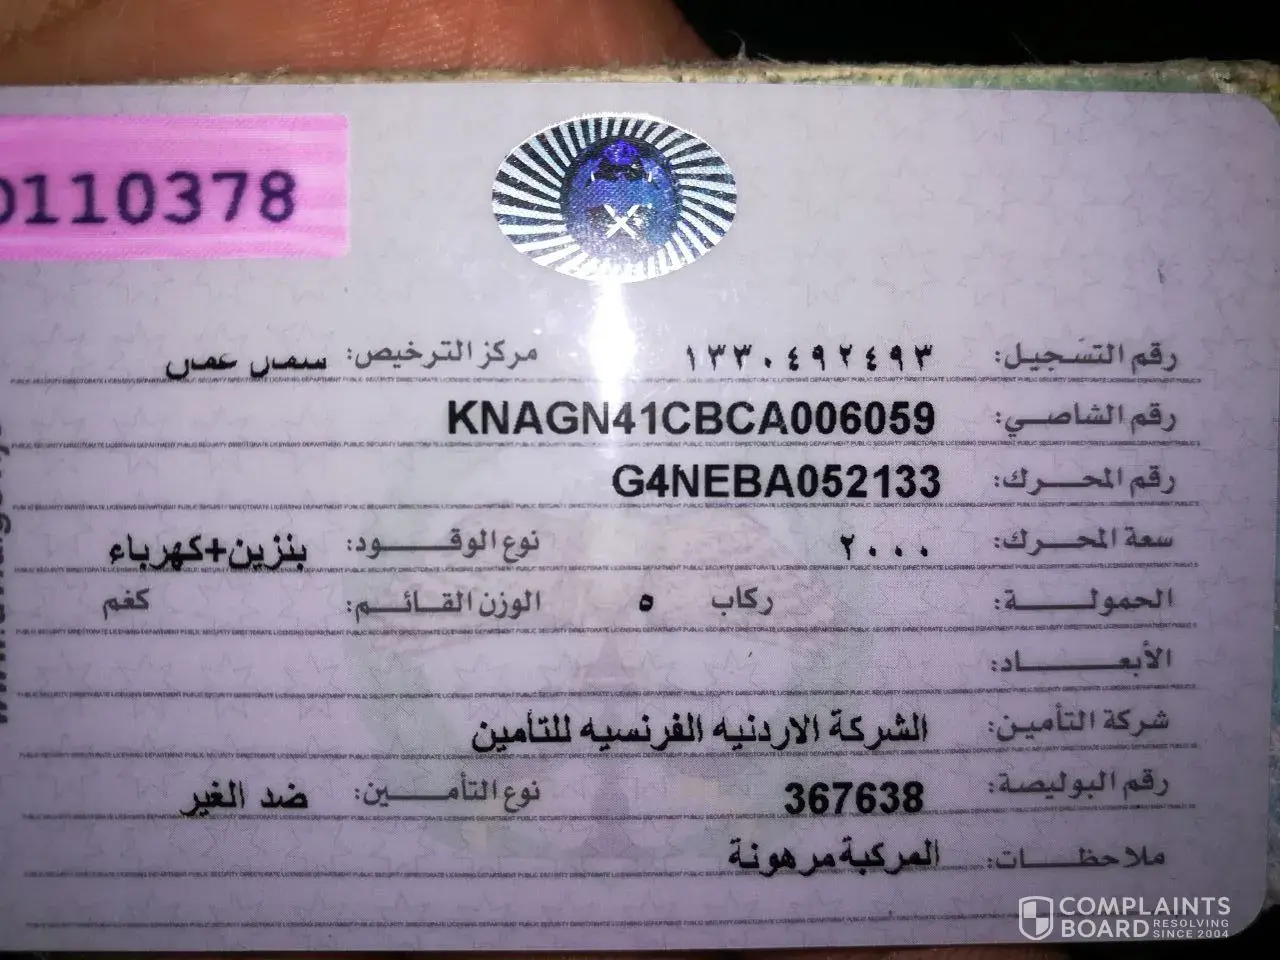 0110378
رقم التسجيل: ١٣٣٠٤٩٢٤٩٣ مركز الترخيص: شمال عمان
رقم الشاصي: KNAGN41CBCA006059
رقم المحرك: G4NEBA052133
سعة المحرك: ٢٠٠٠ نوع الوقود: بنزين+كهرباء
الحمولة: ركاب ٥ الوزن القائم: كغم
الأبعاد:
شركة التأمين: الشركة الاردنيه الفرنسيه للتأمين
رقم البوليصة: 367638 نوع التأمين: ضد الغير
ملاحظات: المركبة مرهونة
COMPLAINTS
BOARD RESOLVING SINCE 2004